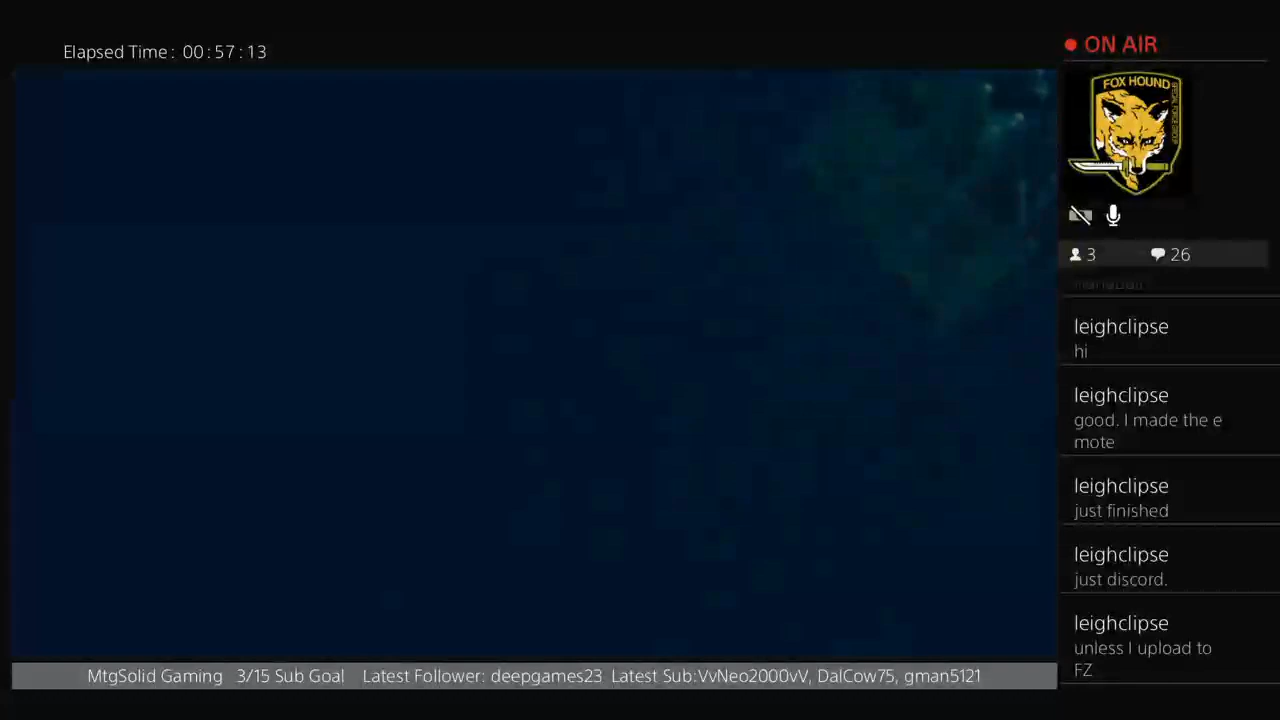 Elapsed Time: 00:57:13
ON AIR
FOX HOUND
3
26
leighclipse
hi
leighclipse
good. I made the e
mote
leighclipse
just finished
leighclipse
just discord.
leighclipse
unless I upload to
FZ
MtgSolid Gaming 3/15 Sub Goal Latest Follower: deepgames23 Latest Sub:VvNeo2000vV, DalCow75, gman5121